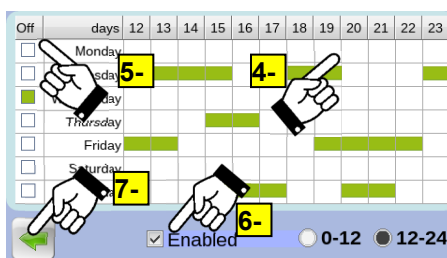 Off days 12 13 14 15 16 17 18 19 20 21 22 23
Monday
5- 4-
Thursday
Friday
Saturday
7-
6-
Enabled 0-12 12-24